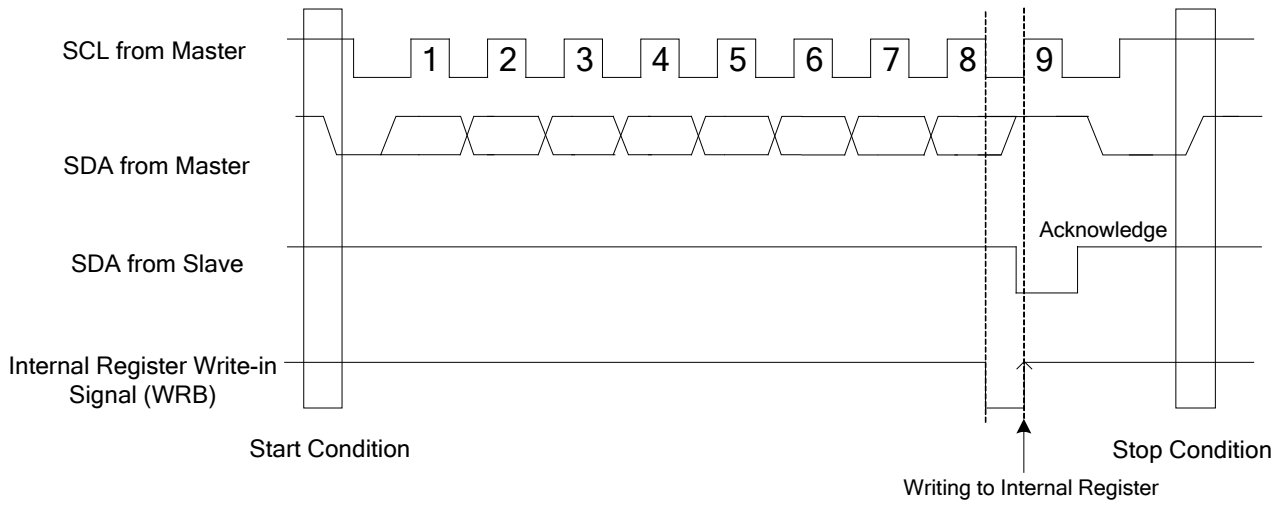 SCL from Master
1 2 3 4 5 6 7 8 9
SDA from Master
Acknowledge
SDA from Slave
Internal Register Write-in
Signal (WRB)
Start Condition
Stop Condition
Writing to Internal Register